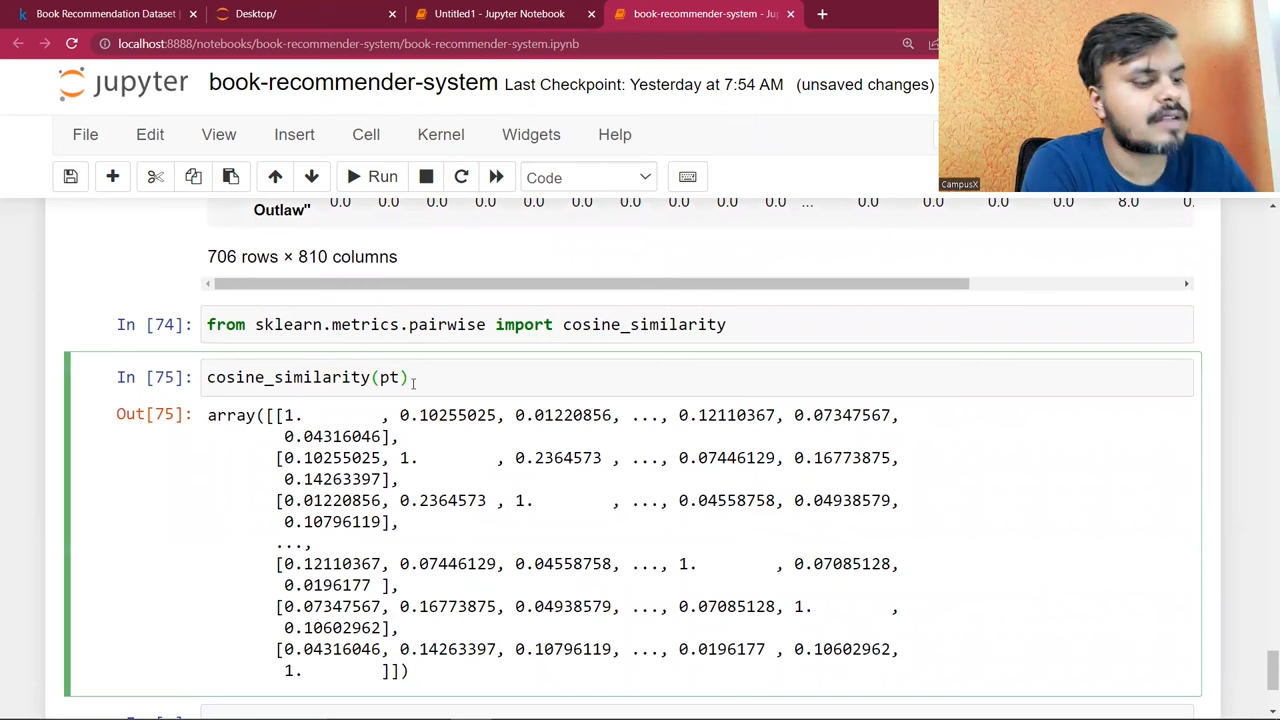 Book Recommendation Dataset
Desktop/
Untitled1 - Jupyter Notebook
book-recommender-system - Ju
localhost:8888/notebooks/book-recommender-system/book-recommender-system.ipynb
CampusX
jupyter book-recommender-system Last Checkpoint: Yesterday at 7:54 AM (unsaved changes)
File Edit View Insert Cell Kernel Widgets Help
Run Code
0.0 0.0 0.0 0.0 0.0 0.0 0.0 0.0 0.0 0.0 ... 0.0 0.0 0.0 8.0 0.
Outlaw"
706 rows × 810 columns
In [74]: from sklearn.metrics.pairwise import cosine_similarity
In [75]: cosine_similarity(pt)
Out[75]: array([[1. , 0.10255025, 0.01220856, ..., 0.12110367, 0.07347567,
0.04316046],
[0.10255025, 1. , 0.2364573 , ..., 0.07446129, 0.16773875,
0.14263397],
[0.01220856, 0.2364573 , 1. , ..., 0.04558758, 0.04938579,
0.10796119],
...,
[0.12110367, 0.07446129, 0.04558758, ..., 1. , 0.07085128,
0.0196177 ],
[0.07347567, 0.16773875, 0.04938579, ..., 0.07085128, 1. ,
0.10602962],
[0.04316046, 0.14263397, 0.10796119, ..., 0.0196177 , 0.10602962,
1. ]])